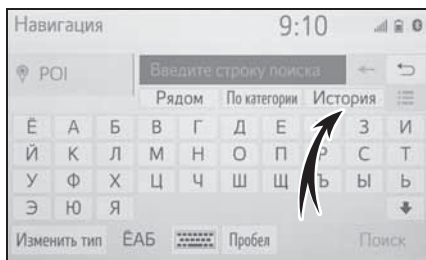 Навигация 9:10
POI Введите строку поиска
Рядом По категории История
Ё А Б В Г Д Е З И
Й К Л М Н О П Р С Т
У Ф Х Ц Ч Ш Щ Ъ Ы Ь
Э Ю Я
Изменить тип ЁАБ Пробел Поиск